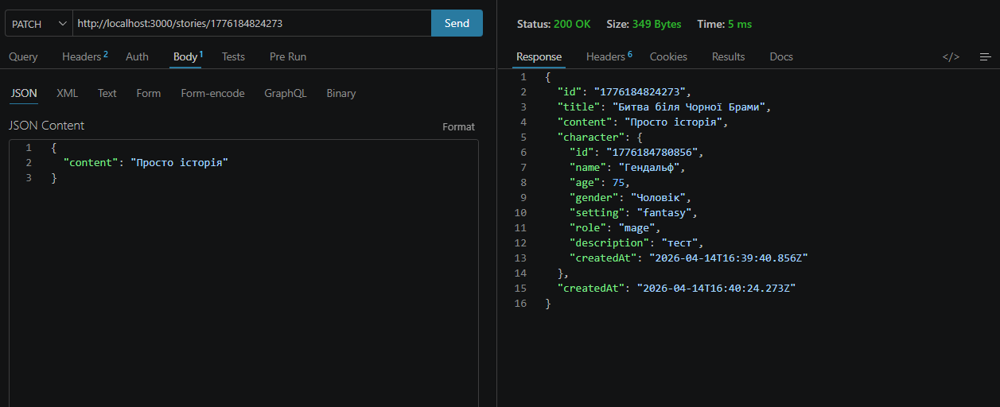 PATCH http://localhost:3000/stories/1776184824273 Send
Query Headers 2 Auth Body 1 Tests Pre Run
JSON XML Text Form Form-encode GraphQL Binary
JSON Content Format
1 {
2 "content": "Просто історія"
3 }
Status: 200 OK Size: 349 Bytes Time: 5 ms
Response Headers 6 Cookies Results Docs </>
1 {
2 "id": "1776184824273",
3 "title": "Битва біля Чорної Брами",
4 "content": "Просто історія",
5 "character": {
6 "id": "1776184780856",
7 "name": "Гендальф",
8 "age": 75,
9 "gender": "Чоловік",
10 "setting": "fantasy",
11 "role": "mage",
12 "description": "тест",
13 "createdAt": "2026-04-14T16:39:40.856Z"
14 },
15 "createdAt": "2026-04-14T16:40:24.273Z"
16 }